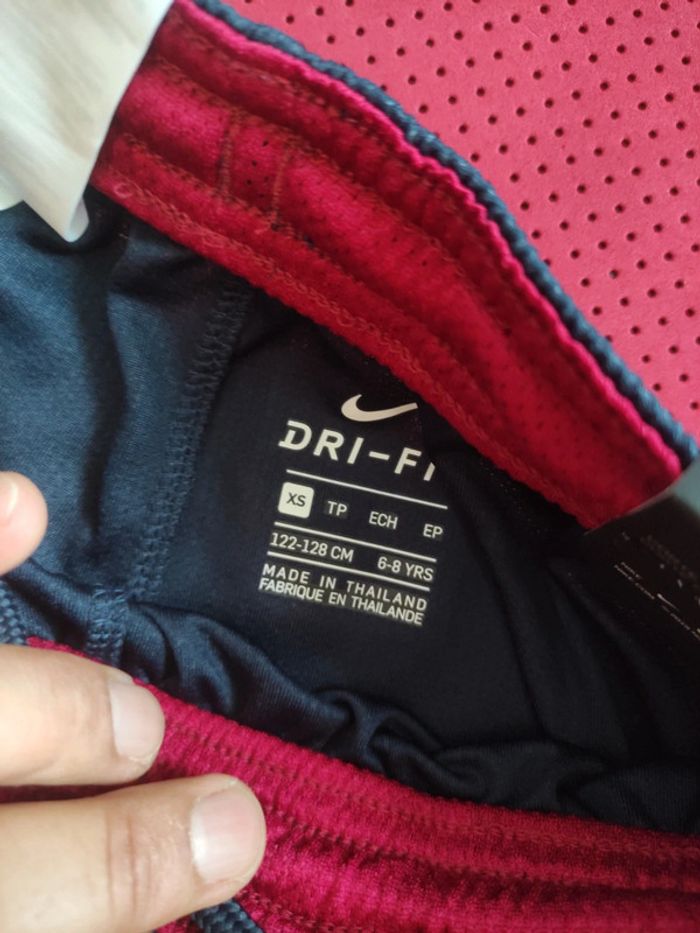 DRI-FI
XS TP ECH EP
122-128 CM 6-8 YRS
MADE IN THAILAND
FABRIQUE EN THAILANDE